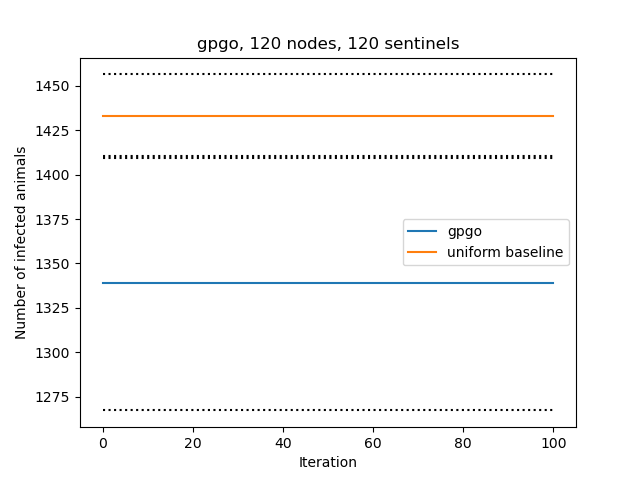 gpgo, 120 nodes, 120 sentinels
1450
1425
1400
1375
1350
1325
1300
1275
Number of infected animals
gpgo
uniform baseline
0 20 40 60 80 100
Iteration